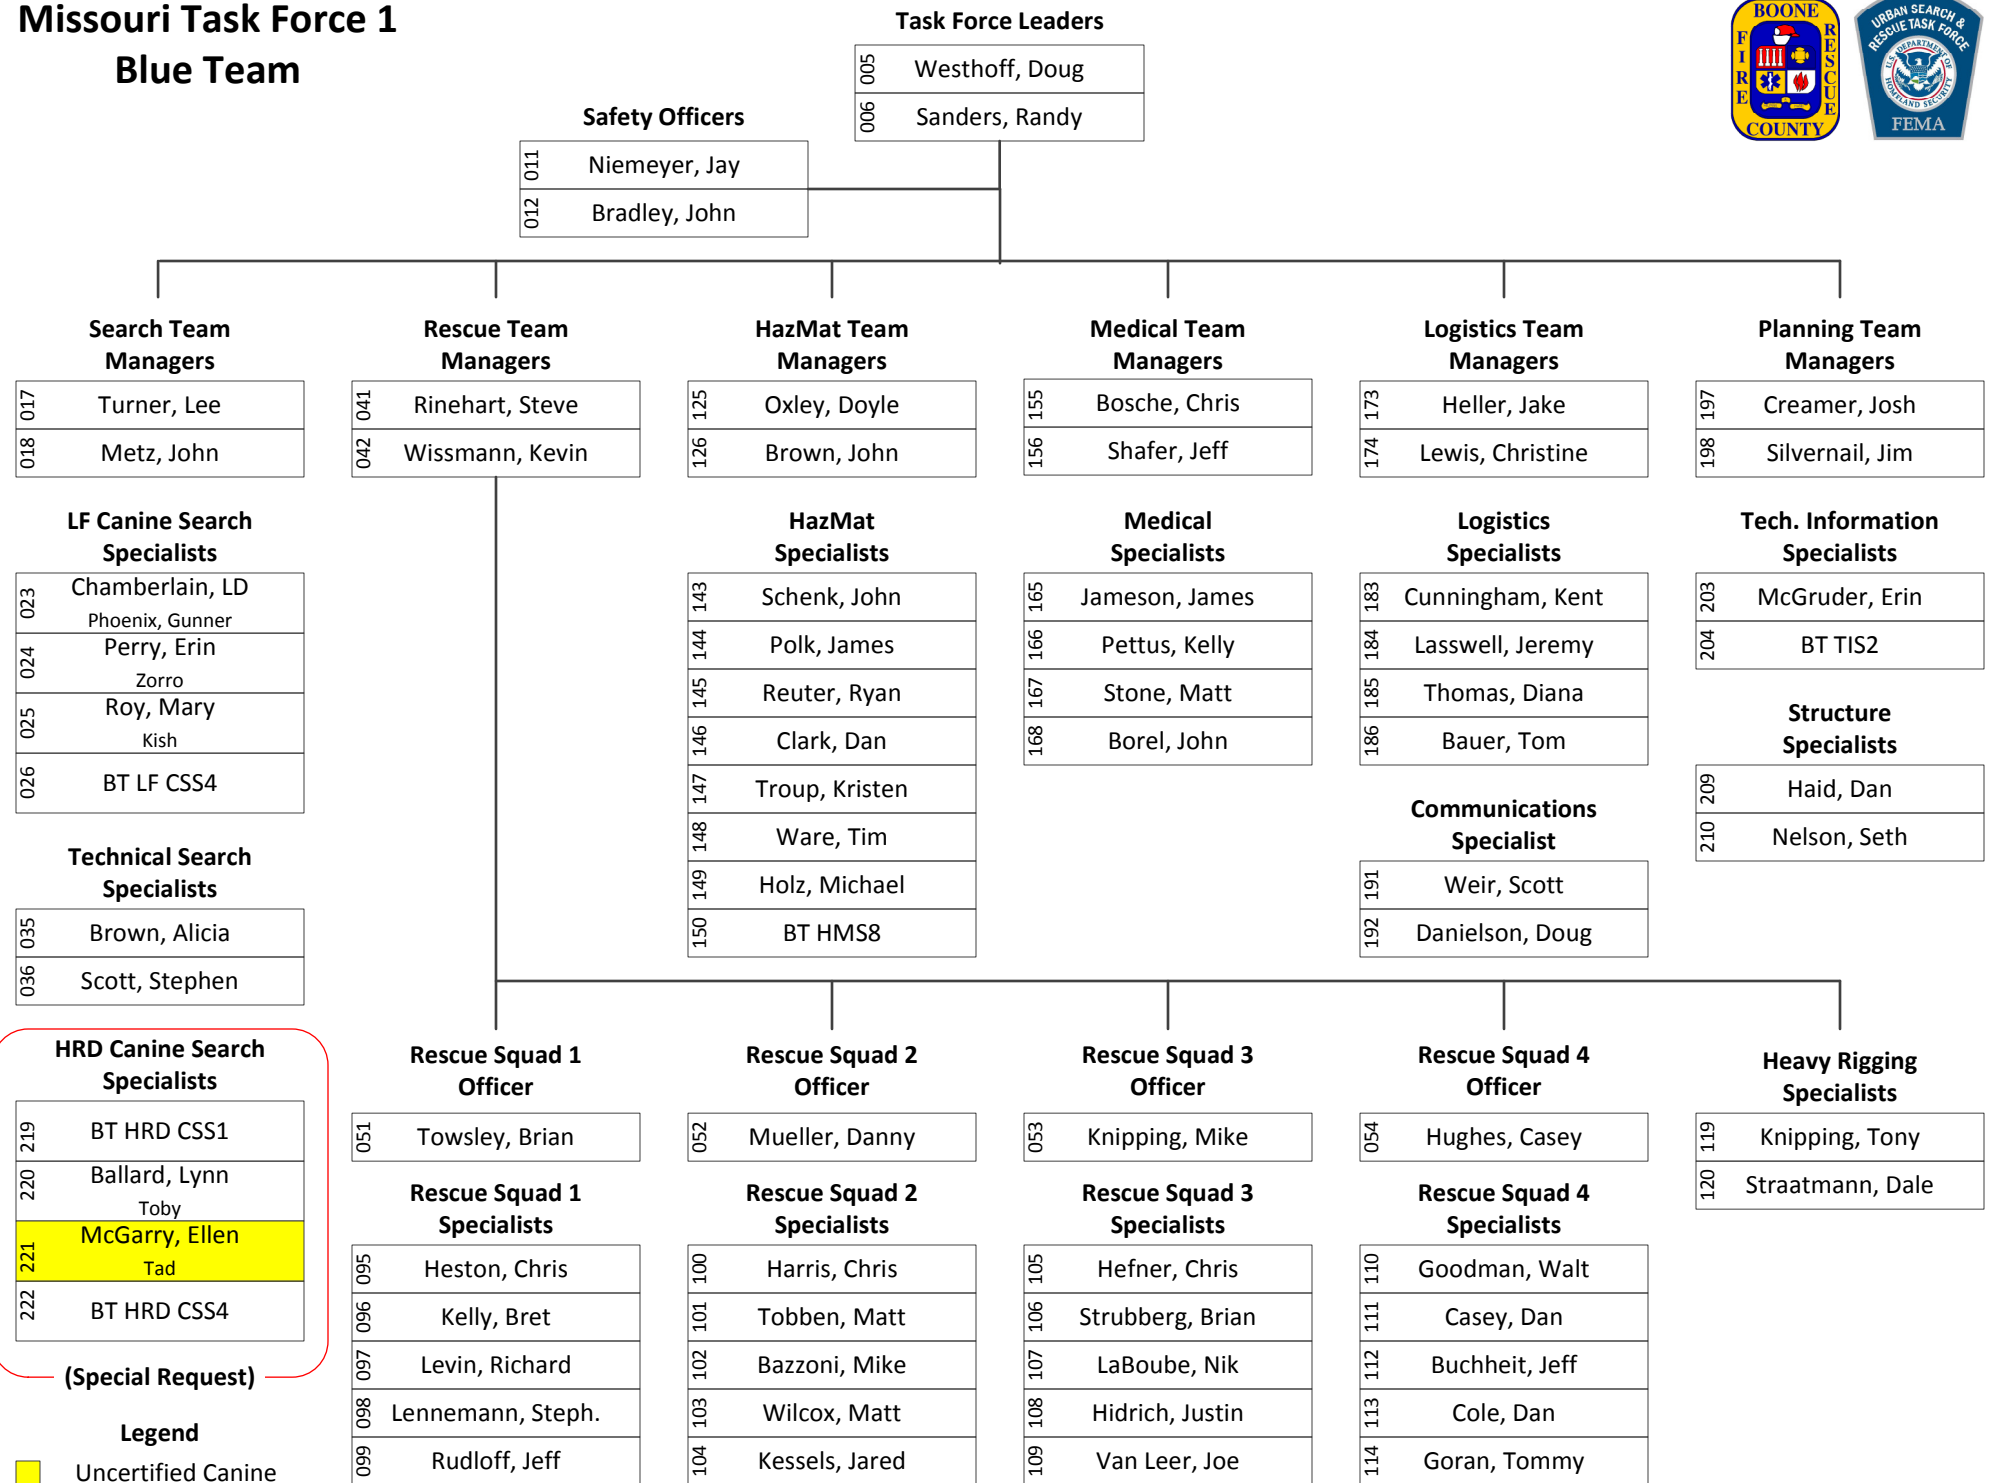 Missouri Task Force 1
Blue Team
Task Force Leaders
005 Westhoff, Doug
006 Sanders, Randy
BOONE
FIRE
RESCUE
COUNTY
URBAN SEARCH &
RESCUE TASK FORCE
U.S. DEPARTMENT OF
HOMELAND SECURITY
FEMA
Safety Officers
011 Niemeyer, Jay
012 Bradley, John
Search Team
Managers
017 Turner, Lee
018 Metz, John
LF Canine Search
Specialists
023 Chamberlain, LD
Phoenix, Gunner
024 Perry, Erin
Zorro
025 Roy, Mary
Kish
026 BT LF CSS4
Technical Search
Specialists
035 Brown, Alicia
036 Scott, Stephen
HRD Canine Search
Specialists
219 BT HRD CSS1
220 Ballard, Lynn
Toby
221 McGarry, Ellen
Tad
222 BT HRD CSS4
(Special Request)
Legend
Uncertified Canine
Rescue Team
Managers
041 Rinehart, Steve
042 Wissmann, Kevin
HazMat Team
Managers
125 Oxley, Doyle
126 Brown, John
HazMat
Specialists
143 Schenk, John
144 Polk, James
145 Reuter, Ryan
146 Clark, Dan
147 Troup, Kristen
148 Ware, Tim
149 Holz, Michael
150 BT HMS8
Medical Team
Managers
155 Bosche, Chris
156 Shafer, Jeff
Medical
Specialists
165 Jameson, James
166 Pettus, Kelly
167 Stone, Matt
168 Borel, John
Logistics Team
Managers
173 Heller, Jake
174 Lewis, Christine
Logistics
Specialists
183 Cunningham, Kent
184 Lasswell, Jeremy
185 Thomas, Diana
186 Bauer, Tom
Communications
Specialist
191 Weir, Scott
192 Danielson, Doug
Planning Team
Managers
197 Creamer, Josh
198 Silvernail, Jim
Tech. Information
Specialists
203 McGruder, Erin
204 BT TIS2
Structure
Specialists
209 Haid, Dan
210 Nelson, Seth
Rescue Squad 1
Officer
051 Towsley, Brian
Rescue Squad 1
Specialists
095 Heston, Chris
096 Kelly, Bret
097 Levin, Richard
098 Lennemann, Steph.
099 Rudloff, Jeff
Rescue Squad 2
Officer
052 Mueller, Danny
Rescue Squad 2
Specialists
100 Harris, Chris
101 Tobben, Matt
102 Bazzoni, Mike
103 Wilcox, Matt
104 Kessels, Jared
Rescue Squad 3
Officer
053 Knipping, Mike
Rescue Squad 3
Specialists
105 Hefner, Chris
106 Strubberg, Brian
107 LaBoube, Nik
108 Hidrich, Justin
109 Van Leer, Joe
Rescue Squad 4
Officer
054 Hughes, Casey
Rescue Squad 4
Specialists
110 Goodman, Walt
111 Casey, Dan
112 Buchheit, Jeff
113 Cole, Dan
114 Goran, Tommy
Heavy Rigging
Specialists
119 Knipping, Tony
120 Straatmann, Dale